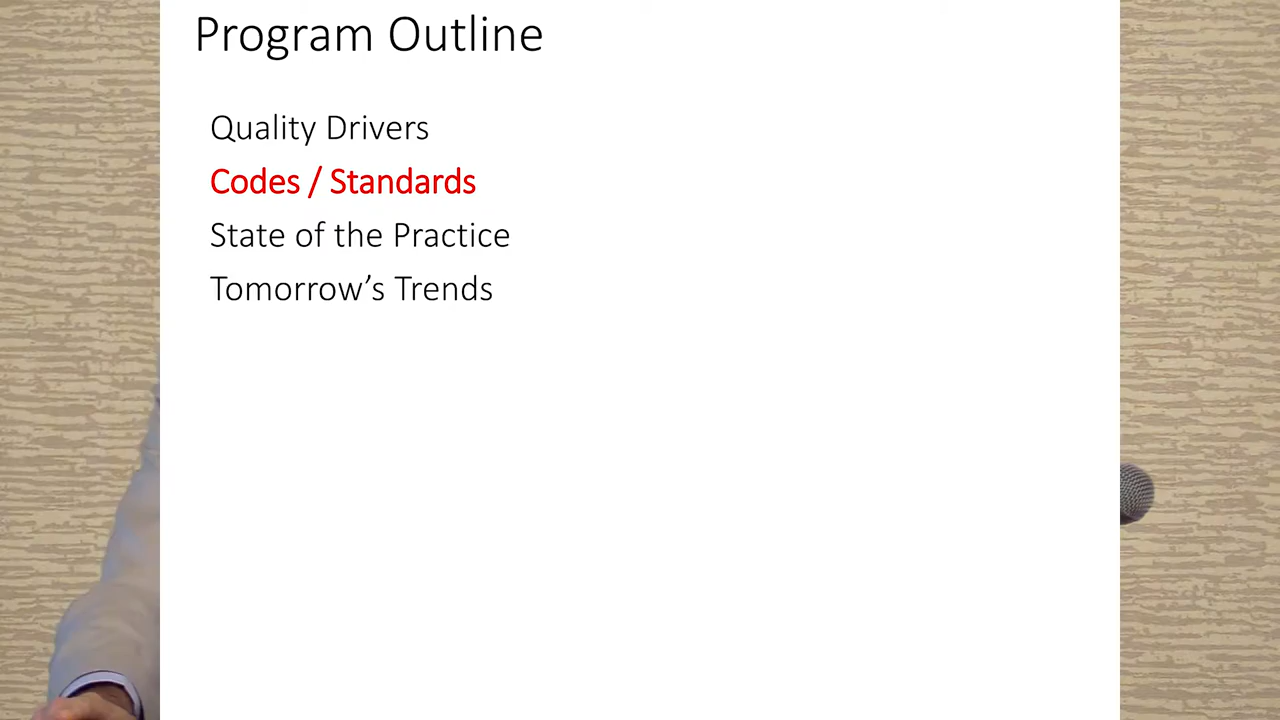 Program Outline
Quality Drivers
Codes / Standards
State of the Practice
Tomorrow’s Trends